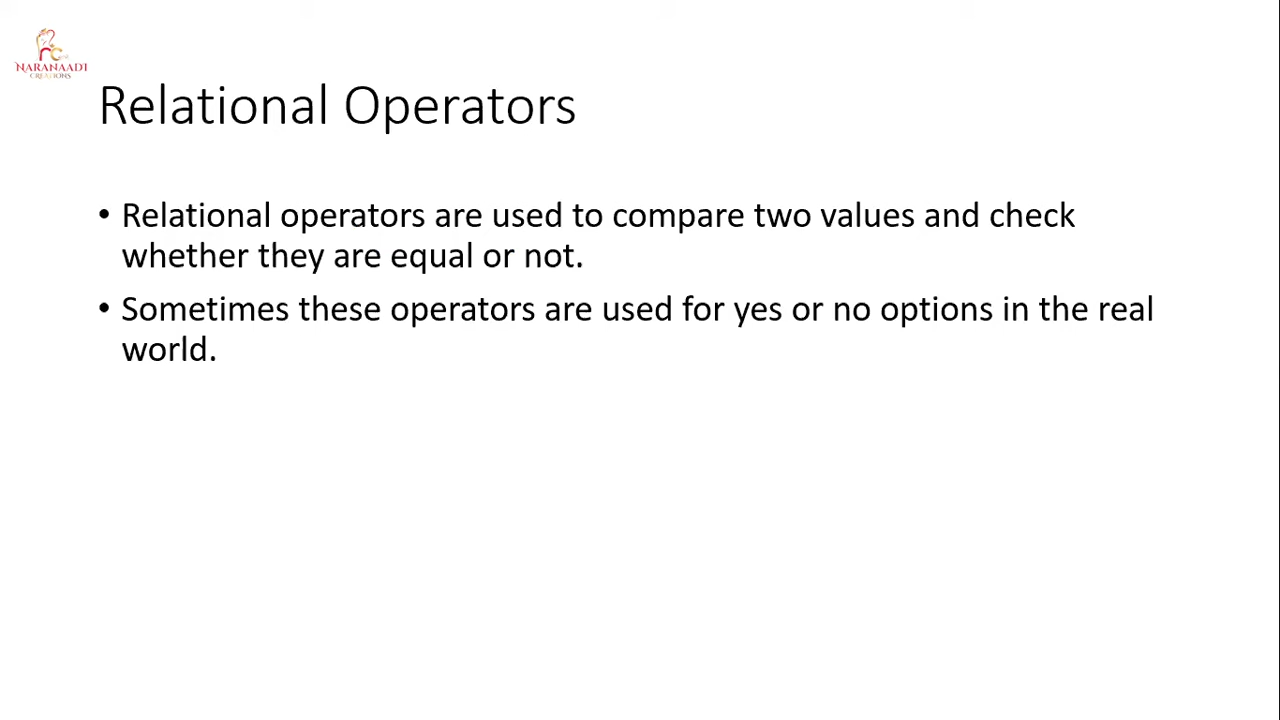 NARANAADI
CREATIONS
Relational Operators
• Relational operators are used to compare two values and check
whether they are equal or not.
• Sometimes these operators are used for yes or no options in the real
world.